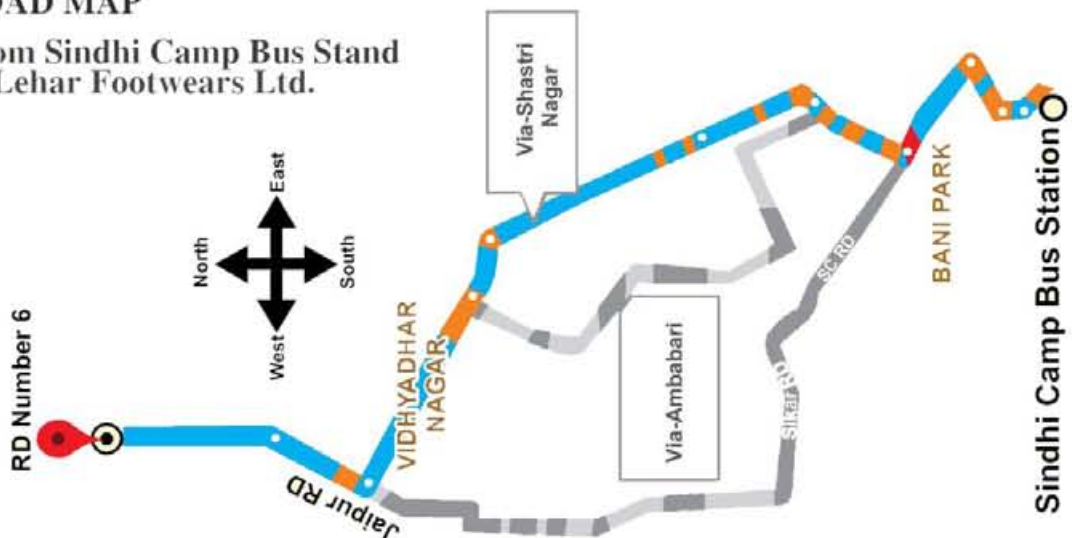 OAD MAP
om Sindhi Camp Bus Stand
Lehar Footwears Ltd.
Via-Shastri
Nagar
East
North
South
West
RD Number 6
VIDHYADHAR
NAGAR
Jaipur RD
Via-Ambabari
Sikar RD
SC RD
BANI PARK
Sindhi Camp Bus Station